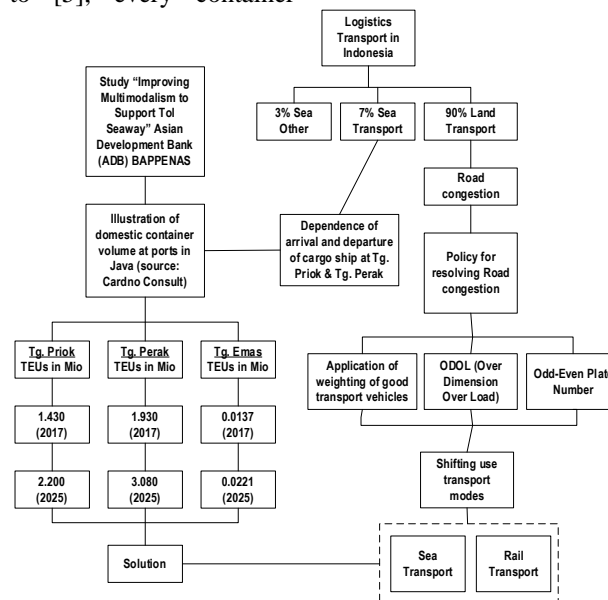 to [3], every container
Logistics
Transport in
Indonesia
Study “Improving
Multimodalism to
Support Tol
Seaway” Asian
Development Bank
(ADB) BAPPENAS
3% Sea
Other
7% Sea
Transport
90% Land
Transport
Road
congestion
Illustration of
domestic container
volume at ports in
Java (source:
Cardno Consult)
Dependence of
arrival and departure
of cargo ship at Tg.
Priok & Tg. Perak
Policy for
resolving Road
congestion
Tg. Priok
TEUs in Mio
Tg. Perak
TEUs in Mio
Tg. Emas
TEUs in Mio
Application of
weighting of good
transport vehicles
ODOL (Over
Dimension
Over Load)
Odd-Even Plate
Number
1.430
(2017)
1.930
(2017)
0.0137
(2017)
2.200
(2025)
3.080
(2025)
0.0221
(2025)
Shifting use
transport
modes
Solution
Sea
Transport
Rail
Transport